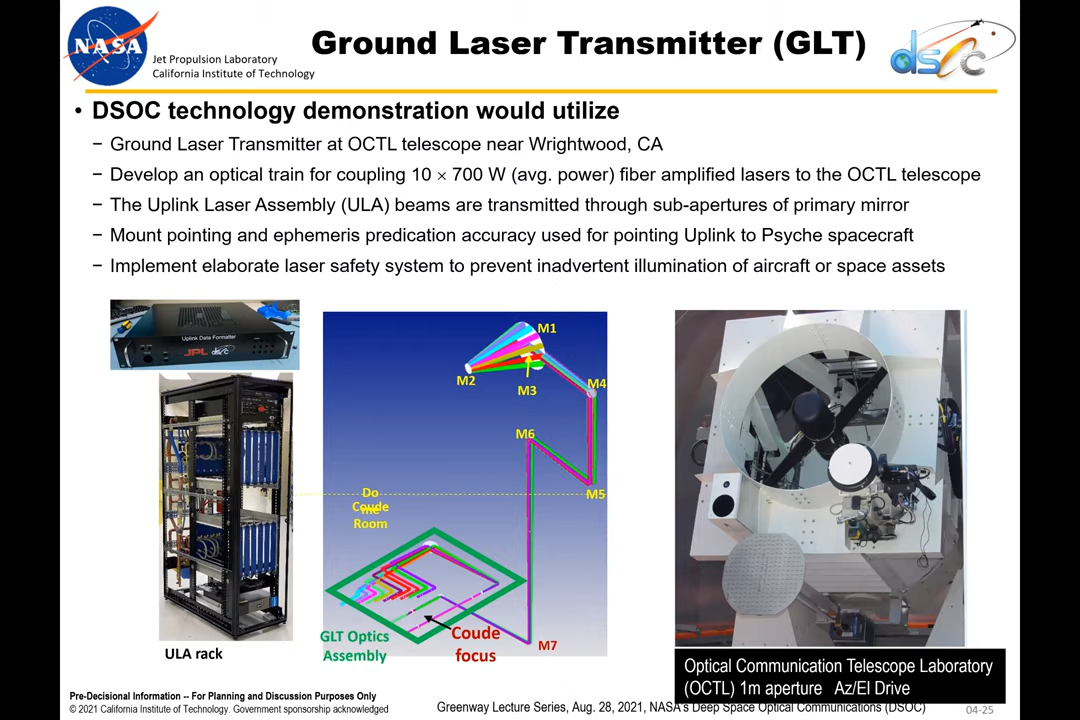 NASA
Jet Propulsion Laboratory
California Institute of Technology
Ground Laser Transmitter (GLT)
dsoc
• DSOC technology demonstration would utilize
− Ground Laser Transmitter at OCTL telescope near Wrightwood, CA
− Develop an optical train for coupling 10 × 700 W (avg. power) fiber amplified lasers to the OCTL telescope
− The Uplink Laser Assembly (ULA) beams are transmitted through sub-apertures of primary mirror
− Mount pointing and ephemeris predication accuracy used for pointing Uplink to Psyche spacecraft
− Implement elaborate laser safety system to prevent inadvertent illumination of aircraft or space assets
Uplink Data Formatter
JPL dsoc
ULA rack
M1
M2
M3
M4
M6
M5
Do
me
Coude
Room
GLT Optics
Assembly
Coude
focus
M7
Optical Communication Telescope Laboratory
(OCTL) 1m aperture Az/El Drive
Pre-Decisional Information -- For Planning and Discussion Purposes Only
© 2021 California Institute of Technology. Government sponsorship acknowledged
Greenway Lecture Series, Aug. 28, 2021, NASA's Deep Space Optical Communications (DSOC)
04-25